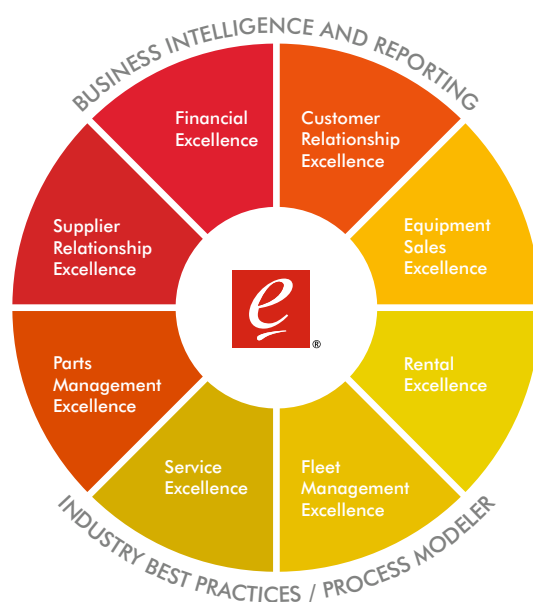 BUSINESS INTELLIGENCE AND REPORTING
Financial
Excellence
Customer
Relationship
Excellence
Equipment
Sales
Excellence
Rental
Excellence
Fleet
Management
Excellence
Service
Excellence
Parts
Management
Excellence
Supplier
Relationship
Excellence
e
®
INDUSTRY BEST PRACTICES / PROCESS MODELER